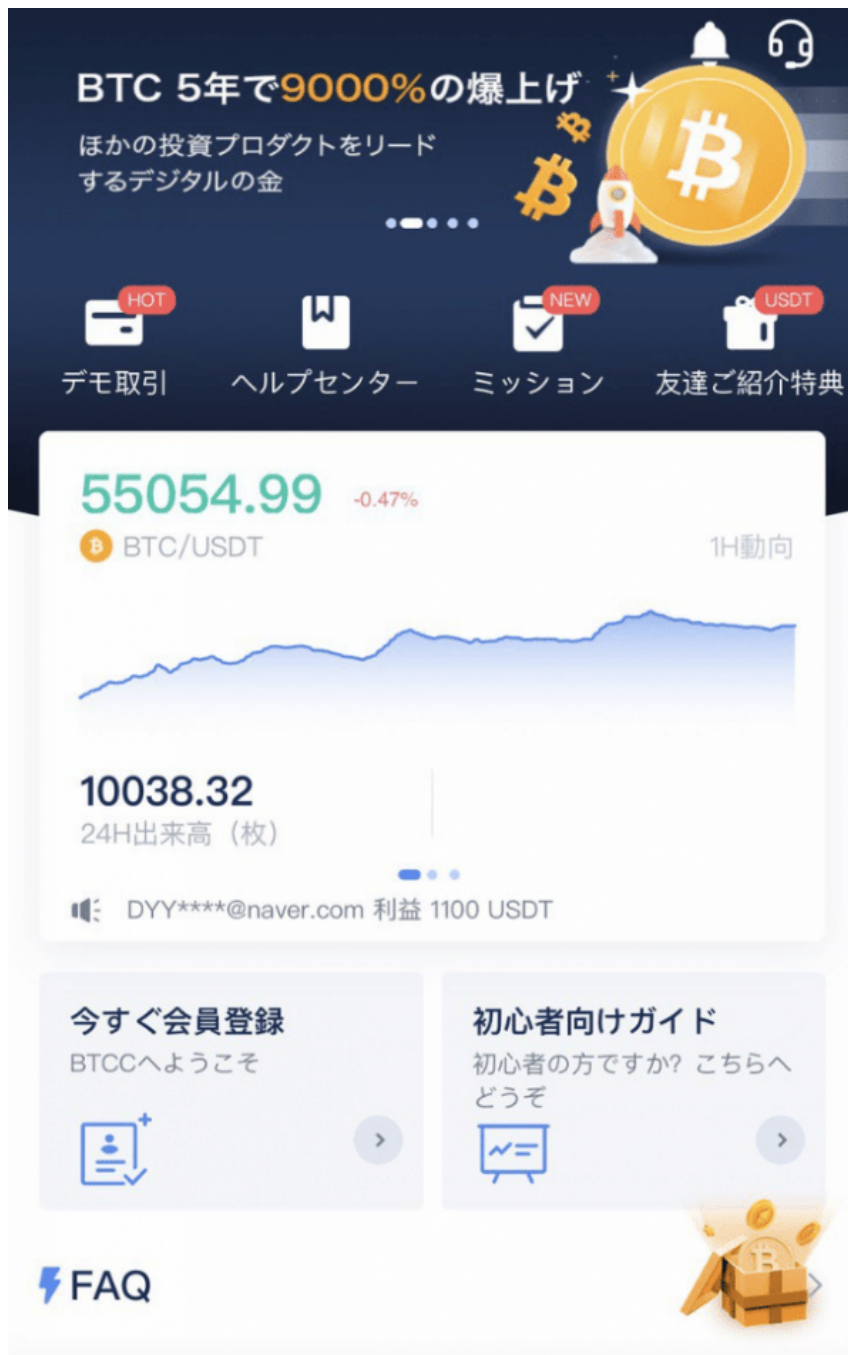 BTC 5年で9000%の爆上げ
ほかの投資プロダクトをリード
するデジタルの金
HOT
NEW
USDT
デモ取引
ヘルプセンター
ミッション
友達ご紹介特典
55054.99 -0.47%
BTC/USDT
1H動向
10038.32
24H出来高（枚）
DYY****@naver.com 利益 1100 USDT
今すぐ会員登録
BTCCへようこそ
初心者向けガイド
初心者の方ですか？こちらへ
どうぞ
FAQ